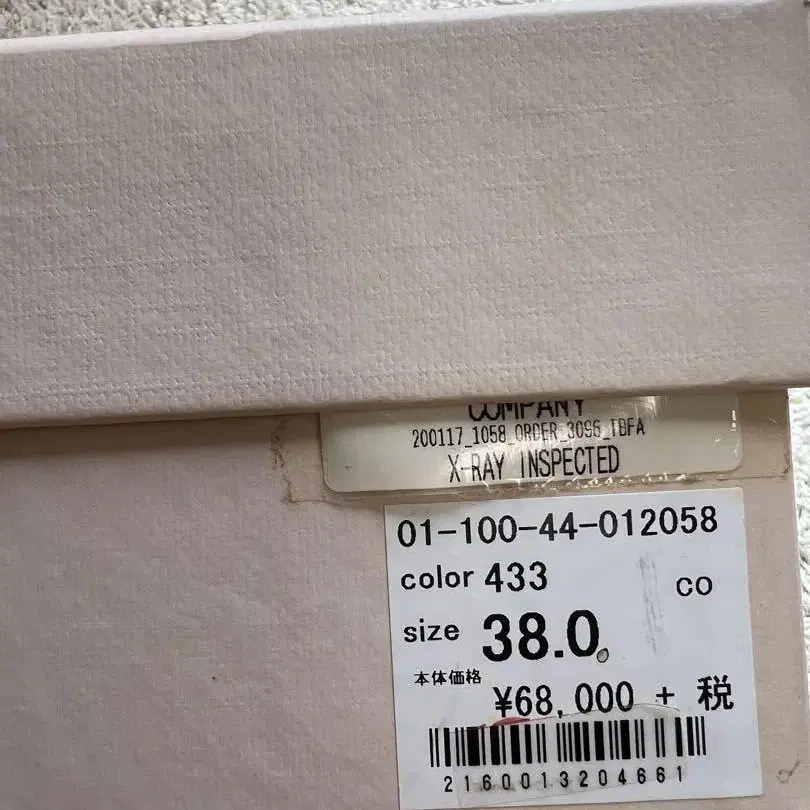 COMPANY
200117_1058_ORDER_3096_TBFA
X-RAY INSPECTED
01-100-44-012058
color 433
co
size 38.0
本体価格
¥68,000 + 税
2160013204661